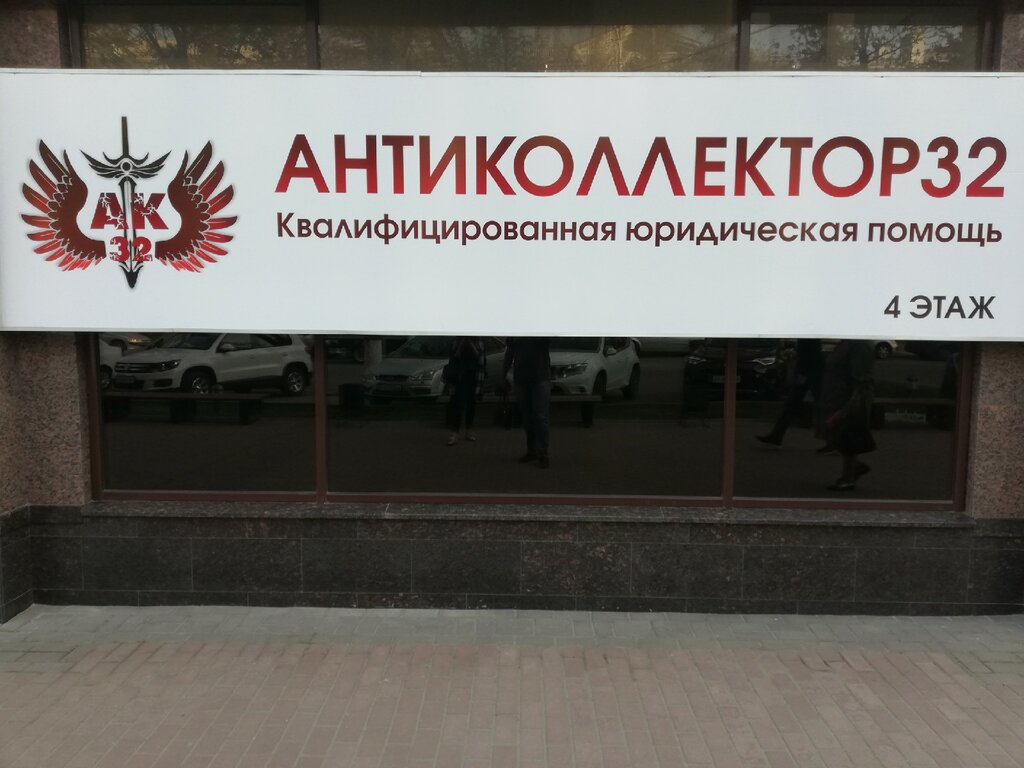 АК
32
АНТИКОЛЛЕКТОР32
Квалифицированная юридическая помощь
4 ЭТАЖ